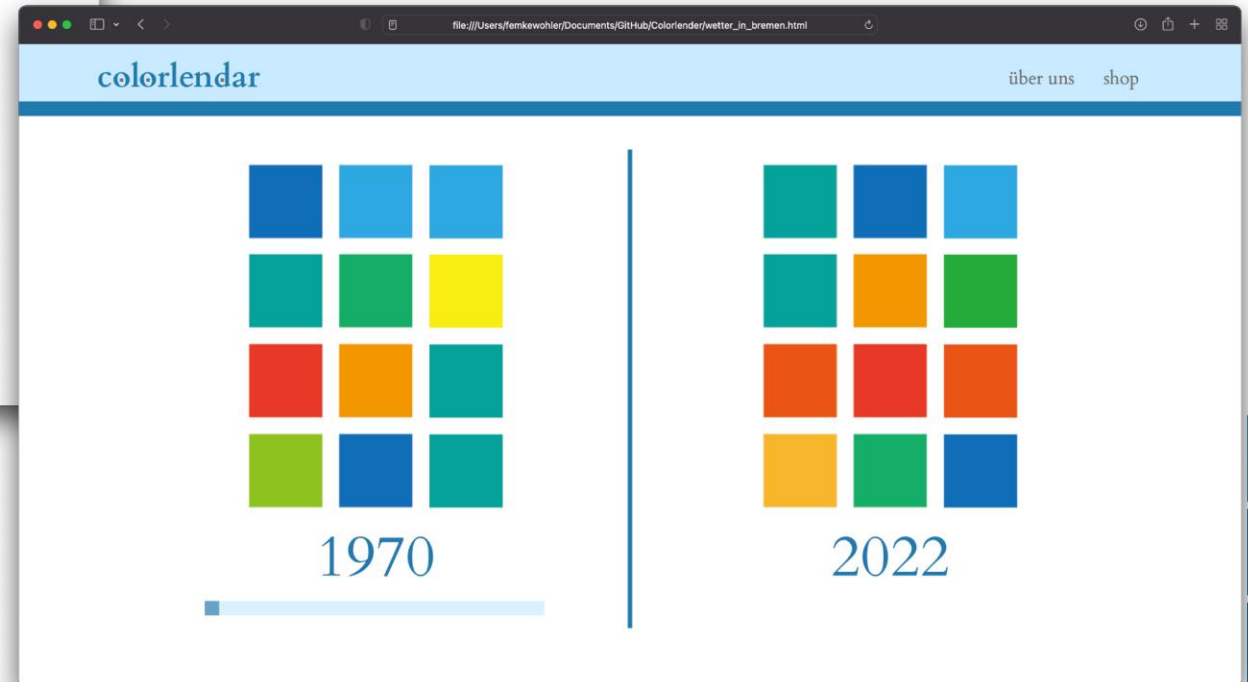 file:///Users/femkewohler/Documents/GitHub/Colorlender/wetter_in_bremen.html
colorlendar
über uns shop
1970
2022